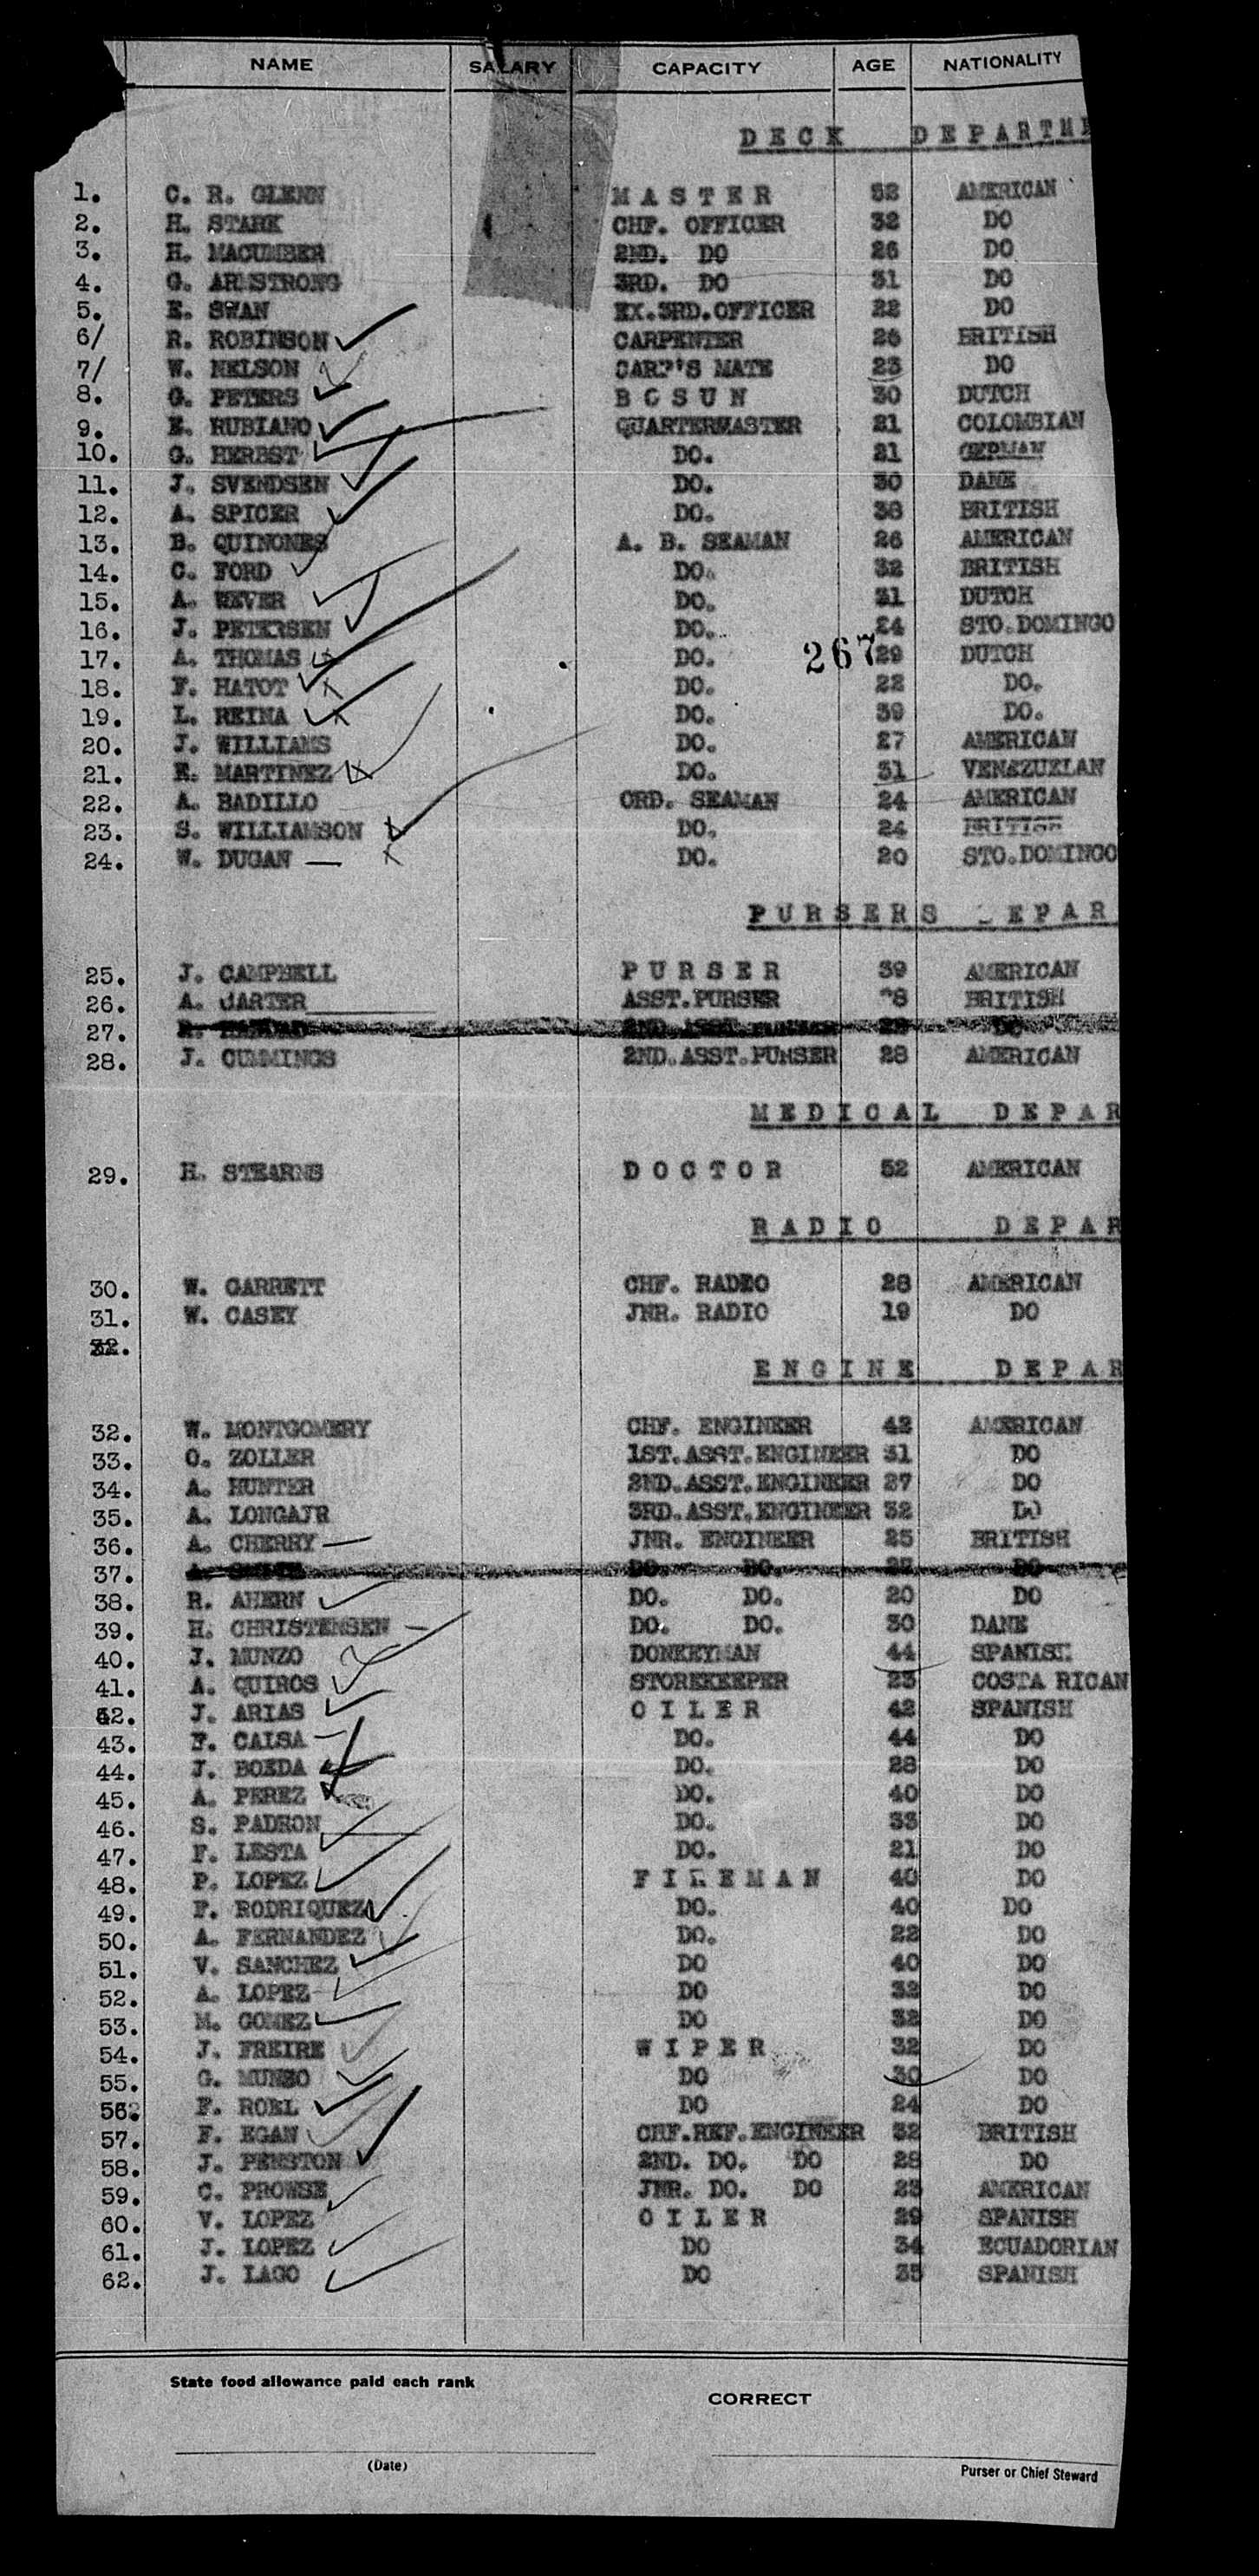 NAME SALARY CAPACITY AGE NATIONALITY
DECK DEPARTME
1. C. R. GLENN MASTER 52 AMERICAN
2. H. STARK CHF. OFFICER 32 DO
3. H. MACUMBER 2ND. DO 26 DO
4. G. ARMSTRONG 3RD. DO 31 DO
5. E. SWAN EX.3RD.OFFICER 22 DO
6/ R. ROBINSON CARPENTER 26 BRITISH
7/ W. NELSON CARP'S MATE 23 DO
8. G. PETERS BOSUN 30 DUTCH
9. E. RUBIANO QUARTERMASTER 21 COLOMBIAN
10. G. HERBST DO. 21 GERMAN
11. J. SVENDSEN DO. 30 DANE
12. A. SPICER DO. 38 BRITISH
13. B. QUINONES A. B. SEAMAN 26 AMERICAN
14. C. FORD DO. 32 BRITISH
15. A. WEVER DO. 31 DUTCH
16. J. PETERSEN DO. 24 STO.DOMINGO
17. A. THOMAS DO. 267 29 DUTCH
18. F. HATOT DO. 22 DO.
19. L. REINA DO. 39 DO.
20. J. WILLIAMS DO. 27 AMERICAN
21. E. MARTINEZ DO. 31 VENEZUELAN
22. A. BADILLO ORD. SEAMAN 24 AMERICAN
23. S. WILLIAMSON DO. 24 BRITISH
24. W. DUGAN DO. 20 STO.DOMINGO
PURSERS EPAR
25. J. CAMPBELL PURSER 39 AMERICAN
26. A. CARTER ASST.PURSER 8 BRITISH
27.
28. J. CUMMINGS 2ND.ASST.PURSER 28 AMERICAN
MEDICAL DEPAR
29. H. STEARNS DOCTOR 52 AMERICAN
RADIO DEPAR
30. W. GARRETT CHF. RADIO 28 AMERICAN
31. W. CASEY JNR. RADIO 19 DO
32.
ENGINE DEPAR
32. W. MONTGOMERY CHF. ENGINEER 42 AMERICAN
33. O. ZOLLER 1ST.ASST.ENGINEER 31 DO
34. A. HUNTER 2ND.ASST.ENGINEER 27 DO
35. A. LONGAJR 3RD.ASST.ENGINEER 32 DO
36. A. CHERRY JNR. ENGINEER 25 BRITISH
37. DO. DO. DO
38. R. AHERN DO. DO. 20 DO
39. H. CHRISTENSEN DO. DO. 30 DANE
40. J. MUNZO DONKEYMAN 44 SPANISH
41. A. QUIROS STOREKEEPER 23 COSTA RICAN
42. J. ARIAS OILER 42 SPANISH
43. F. CALSA DO. 44 DO
44. J. BOEDA DO. 28 DO
45. A. PEREZ DO. 40 DO
46. S. PADRON DO. 33 DO
47. F. LESTA DO. 21 DO
48. P. LOPEZ FIREMAN 40 DO
49. F. RODRIQUEZ DO. 40 DO
50. A. FERNANDEZ DO. 22 DO
51. V. SANCHEZ DO 40 DO
52. A. LOPEZ DO 32 DO
53. M. GOMEZ DO 32 DO
54. J. FREIRE WIPER 32 DO
55. G. MUNZO DO 30 DO
56. F. ROEL DO 24 DO
57. F. EGAN CHF.REF.ENGINEER 32 BRITISH
58. J. PENSTON 2ND. DO. DO 28 DO
59. C. PROWSE JNR. DO. DO 23 AMERICAN
60. V. LOPEZ OILER 29 SPANISH
61. J. LOPEZ DO 34 ECUADORIAN
62. J. LAGO DO 35 SPANISH
State food allowance paid each rank
CORRECT
(Date)
Purser or Chief Steward